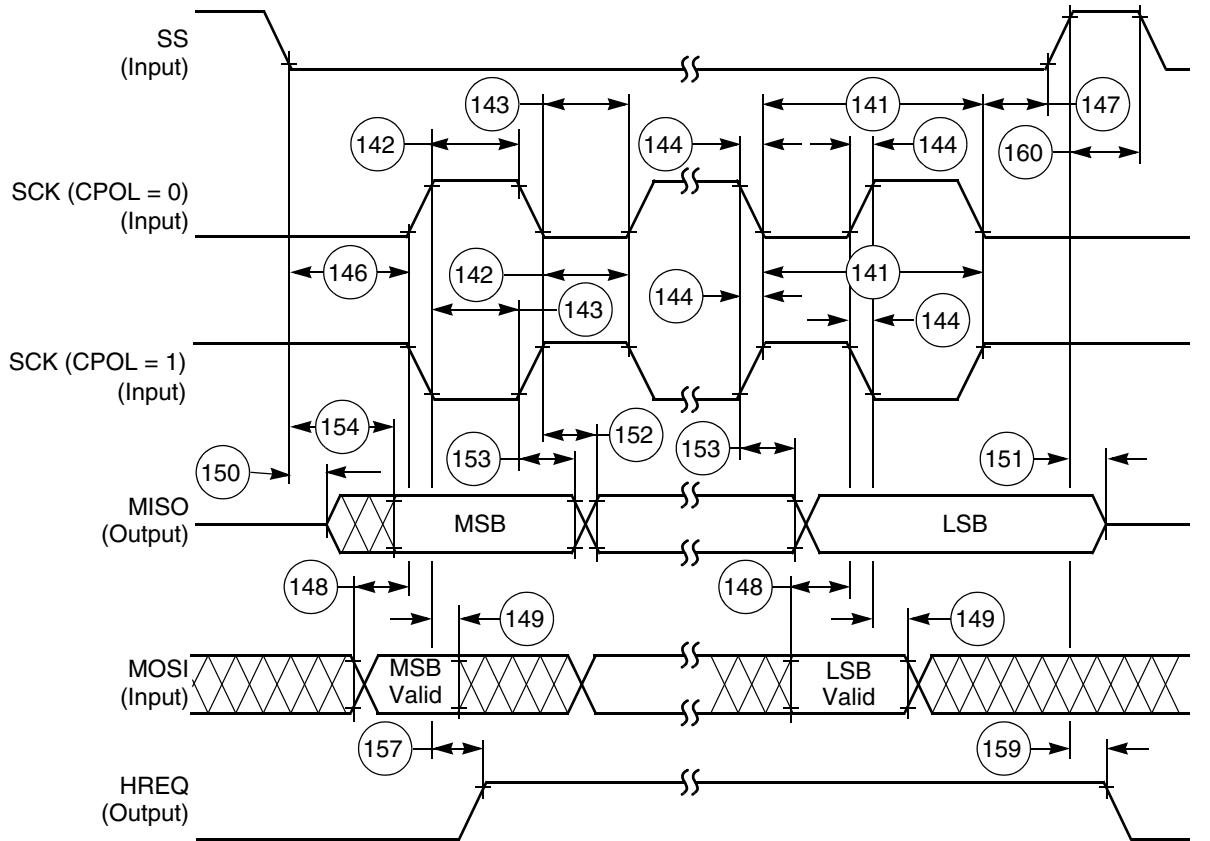 SS
(Input)
143
141
147
142
144
144
160
SCK (CPOL = 0)
(Input)
146
142
141
143
144
144
SCK (CPOL = 1)
(Input)
154
152
153
153
150
151
MISO
(Output)
MSB
LSB
148
148
149
149
MOSI
(Input)
MSB
Valid
LSB
Valid
157
159
HREQ
(Output)